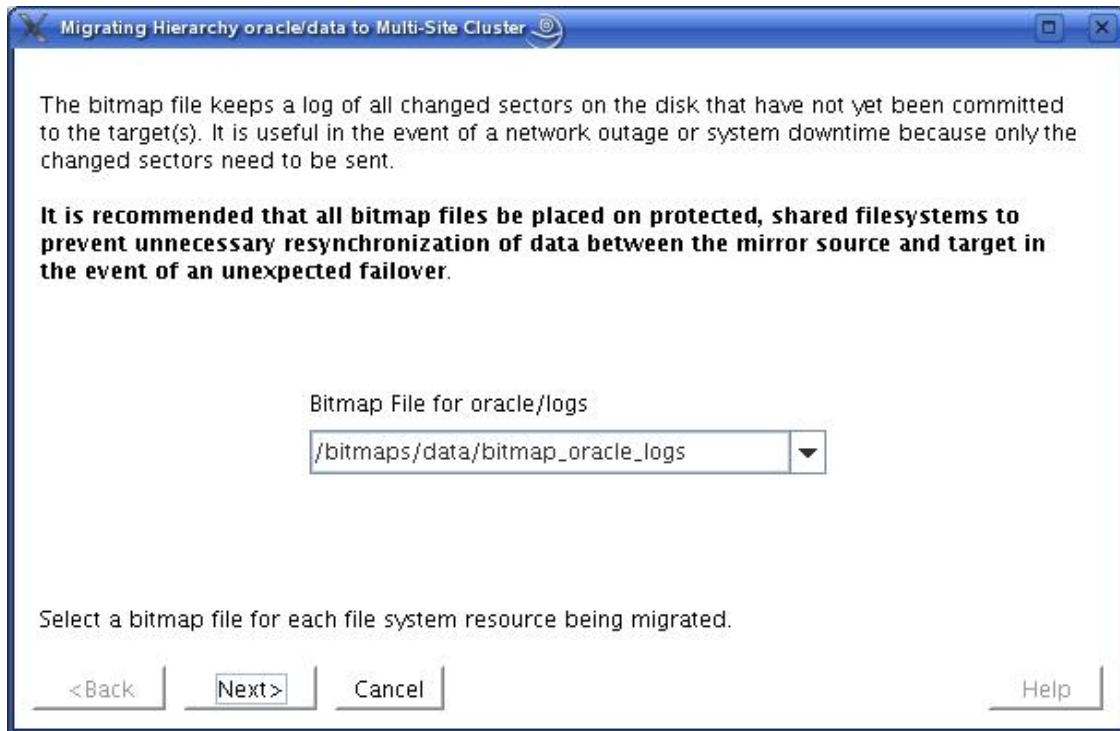 Migrating Hierarchy oracle/data to Multi-Site Cluster
The bitmap file keeps a log of all changed sectors on the disk that have not yet been committed
to the target(s). It is useful in the event of a network outage or system downtime because only the
changed sectors need to be sent.
It is recommended that all bitmap files be placed on protected, shared filesystems to
prevent unnecessary resynchronization of data between the mirror source and target in
the event of an unexpected failover.
Bitmap File for oracle/logs
/bitmaps/data/bitmap_oracle_logs
Select a bitmap file for each file system resource being migrated.
<Back Next> Cancel Help